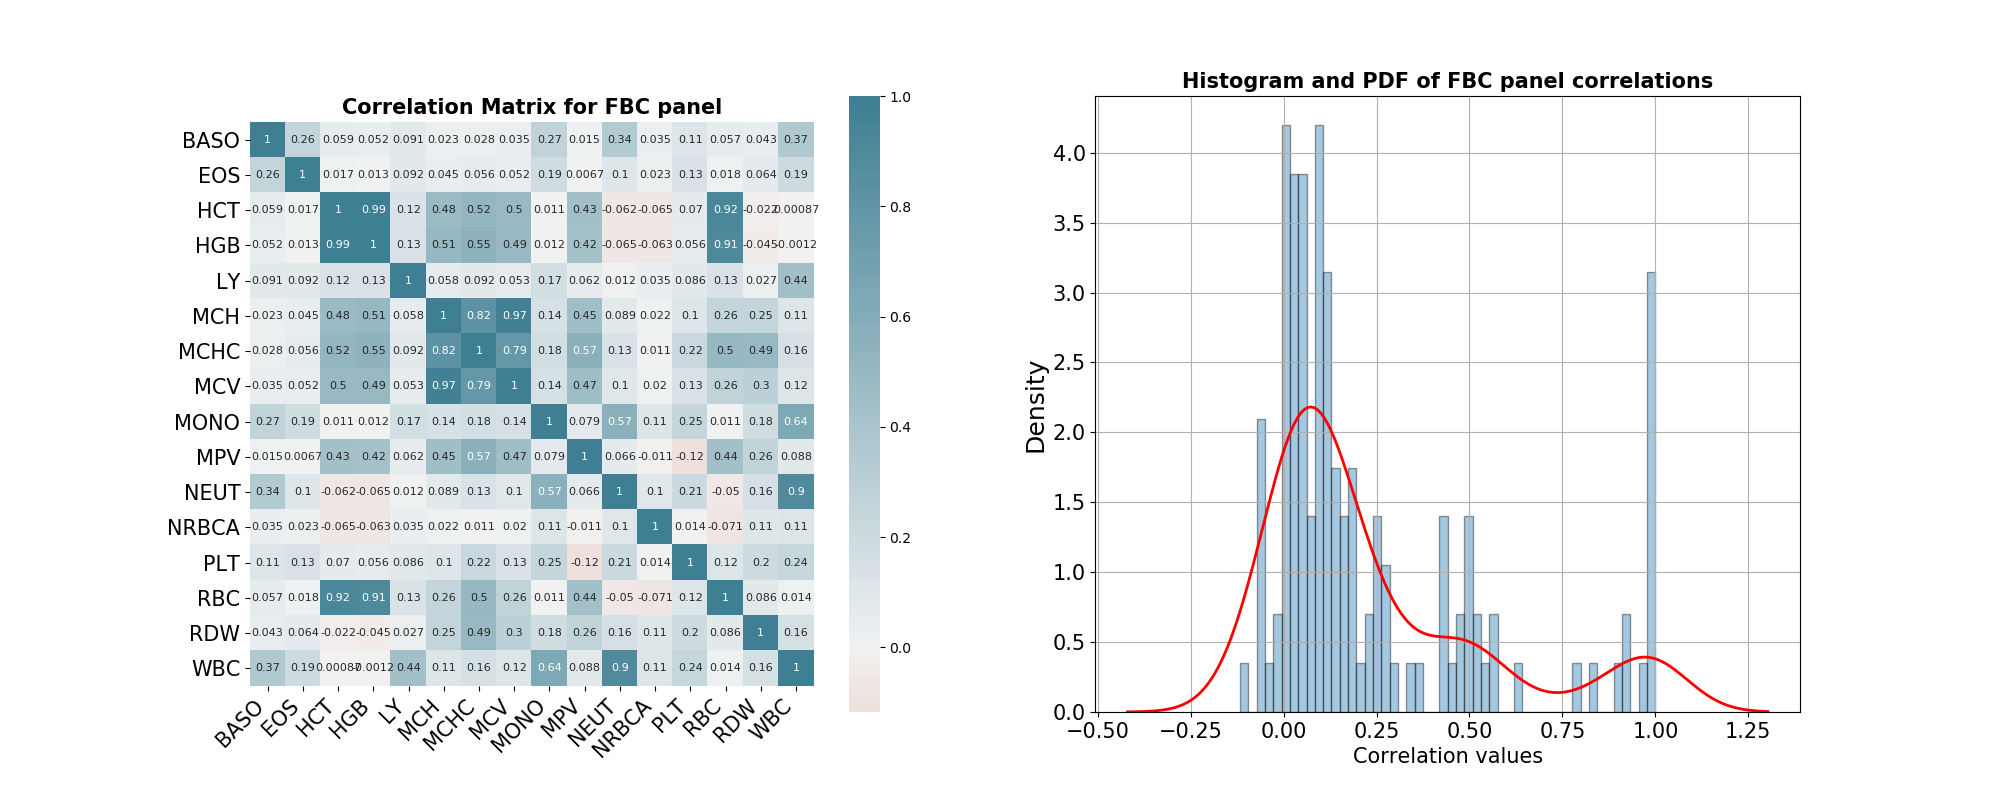 Correlation Matrix for FBC panel
BASO 1 0.26 0.059 0.052 0.091 0.023 0.028 0.035 0.27 0.015 0.34 0.035 0.11 0.057 0.043 0.37
EOS 0.26 1 0.017 0.013 0.092 0.045 0.056 0.052 0.19 0.0067 0.1 0.023 0.13 0.018 0.064 0.19
HCT 0.059 0.017 1 0.99 0.12 0.48 0.52 0.5 0.011 0.43 -0.062 -0.065 0.07 0.92 -0.022 0.00087
HGB 0.052 0.013 0.99 1 0.13 0.51 0.55 0.49 0.012 0.42 -0.065 -0.063 0.056 0.91 -0.045 -0.0012
LY 0.091 0.092 0.12 0.13 1 0.058 0.092 0.053 0.17 0.062 0.012 0.035 0.086 0.13 0.027 0.44
MCH 0.023 0.045 0.48 0.51 0.058 1 0.82 0.97 0.14 0.45 0.089 0.022 0.1 0.26 0.25 0.11
MCHC 0.028 0.056 0.52 0.55 0.092 0.82 1 0.79 0.18 0.57 0.13 0.011 0.22 0.5 0.49 0.16
MCV 0.035 0.052 0.5 0.49 0.053 0.97 0.79 1 0.14 0.47 0.1 0.02 0.13 0.26 0.3 0.12
MONO 0.27 0.19 0.011 0.012 0.17 0.14 0.18 0.14 1 0.079 0.57 0.11 0.25 0.011 0.18 0.64
MPV 0.015 0.0067 0.43 0.42 0.062 0.45 0.57 0.47 0.079 1 0.066 -0.011 -0.12 0.44 0.26 0.088
NEUT 0.34 0.1 -0.062 -0.065 0.012 0.089 0.13 0.1 0.57 0.066 1 0.1 0.21 -0.05 0.16 0.9
NRBCA 0.035 0.023 -0.065 -0.063 0.035 0.022 0.011 0.02 0.11 -0.011 0.1 1 0.014 -0.071 0.11 0.11
PLT 0.11 0.13 0.07 0.056 0.086 0.1 0.22 0.13 0.25 -0.12 0.21 0.014 1 0.12 0.2 0.24
RBC 0.057 0.018 0.92 0.91 0.13 0.26 0.5 0.26 0.011 0.44 -0.05 -0.071 0.12 1 0.086 0.014
RDW 0.043 0.064 -0.022 -0.045 0.027 0.25 0.49 0.3 0.18 0.26 0.16 0.11 0.2 0.086 1 0.16
WBC 0.37 0.19 0.00087 -0.0012 0.44 0.11 0.16 0.12 0.64 0.088 0.9 0.11 0.24 0.014 0.16 1
BASO EOS HCT HGB LY MCH MCHC MCV MONO MPV NEUT NRBCA PLT RBC RDW WBC
1.0
0.8
0.6
0.4
0.2
0.0
Histogram and PDF of FBC panel correlations
Density
4.0
3.5
3.0
2.5
2.0
1.5
1.0
0.5
0.0
−0.50 −0.25 0.00 0.25 0.50 0.75 1.00 1.25
Correlation values